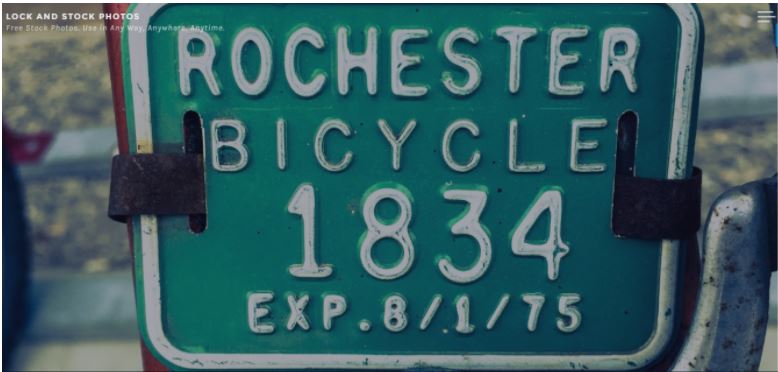 LOCK AND STOCK PHOTOS
Free Stock Photos. Use in Any Way, Anywhere, Anytime.
ROCHESTER
BICYCLE
1834
EXP.8/1/75